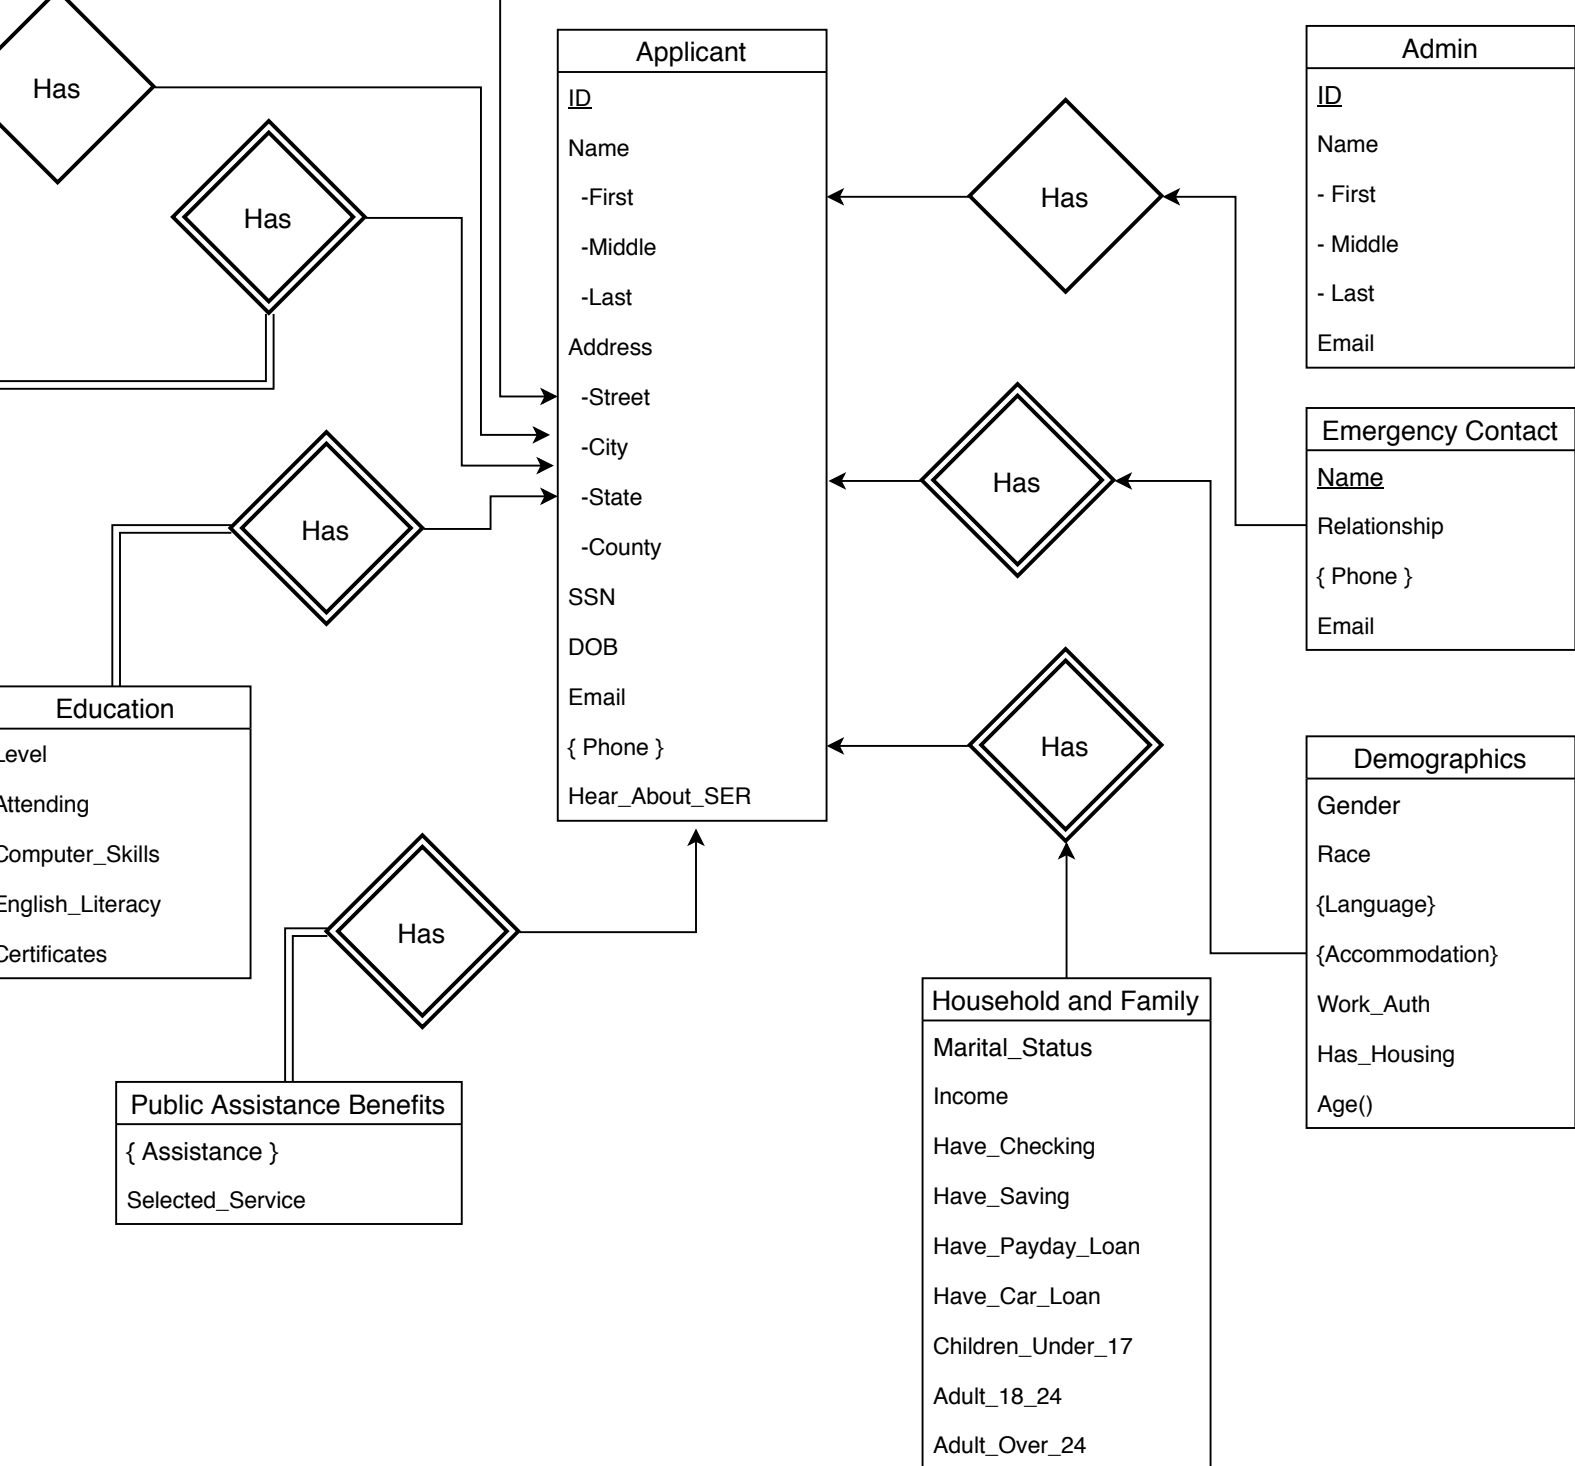 Has
Has
Has
Education
Level
Attending
Computer_Skills
English_Literacy
Certificates
Has
Public Assistance Benefits
{ Assistance }
Selected_Service
Applicant
ID
Name
-First
-Middle
-Last
Address
-Street
-City
-State
-County
SSN
DOB
Email
{ Phone }
Hear_About_SER
Has
Has
Has
Household and Family
Marital_Status
Income
Have_Checking
Have_Saving
Have_Payday_Loan
Have_Car_Loan
Children_Under_17
Adult_18_24
Adult_Over_24
Admin
ID
Name
- First
- Middle
- Last
Email
Emergency Contact
Name
Relationship
{ Phone }
Email
Demographics
Gender
Race
{Language}
{Accommodation}
Work_Auth
Has_Housing
Age()